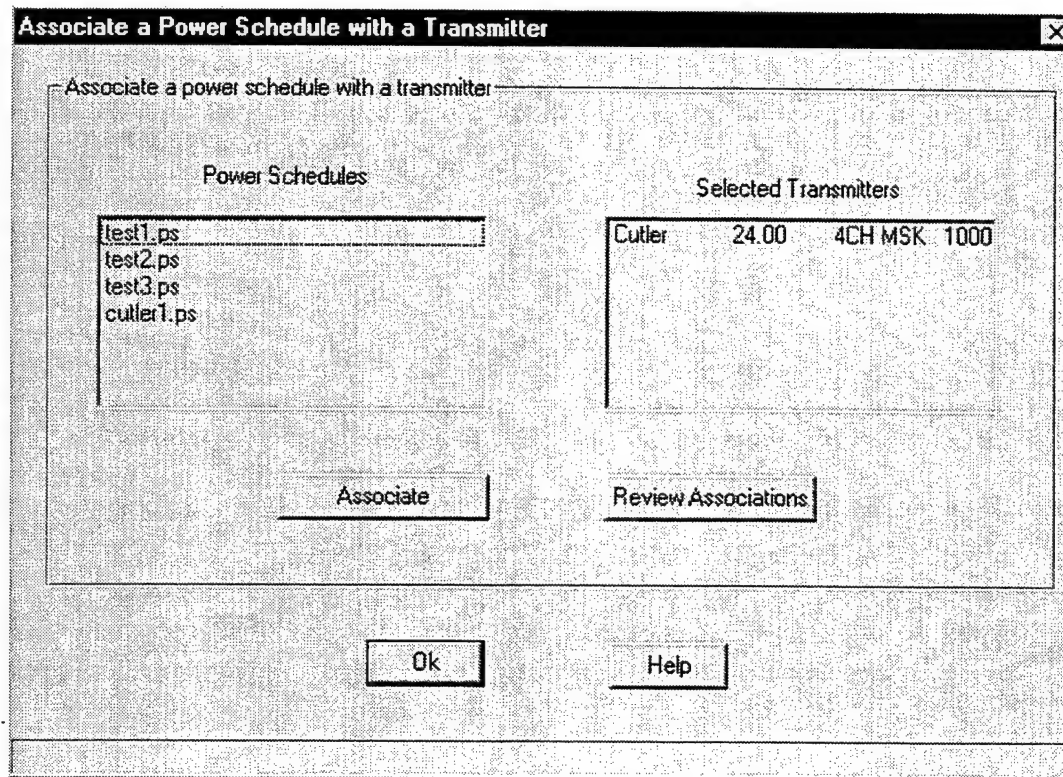 Associate a Power Schedule with a Transmitter
Associate a power schedule with a transmitter
Power Schedules
Selected Transmitters
test1.ps
test2.ps
test3.ps
cutler1.ps
Cutler 24.00 4CH MSK 1000
Associate
Review Associations
Ok
Help